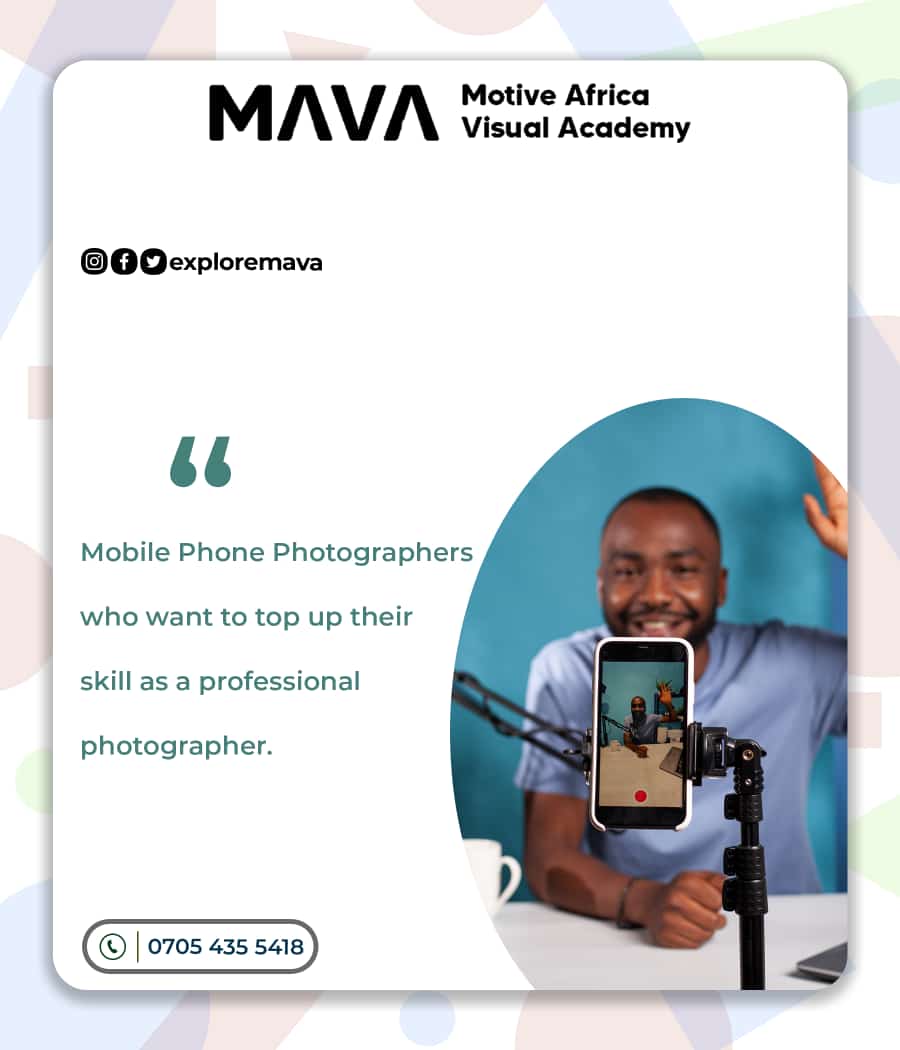 MAVA
Motive Africa
Visual Academy
exploremava
“
Mobile Phone Photographers
who want to top up their
skill as a professional
photographer.
0705 435 5418